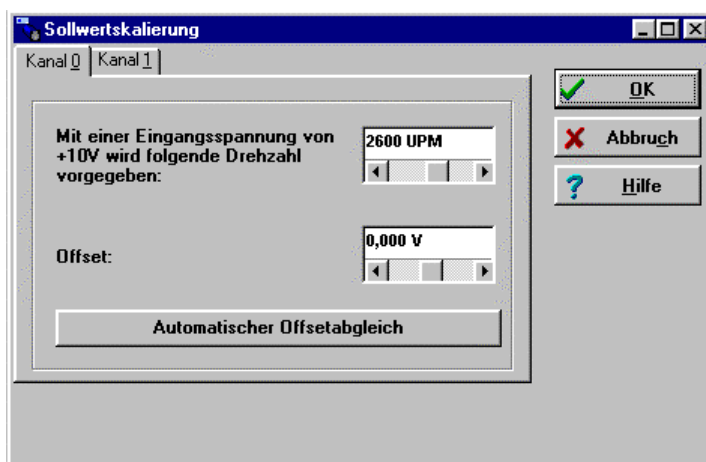 Sollwertskalierung
Kanal 0
Kanal 1
Mit einer Eingangsspannung von
+10V wird folgende Drehzahl
vorgegeben:
2600 UPM
Offset:
0,000 V
Automatischer Offsetabgleich
OK
Abbruch
Hilfe